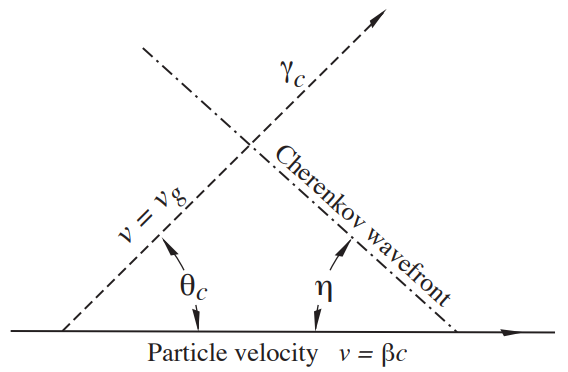 γc
Cherenkov wavefront
v = vg
θc
η
Particle velocity v = βc